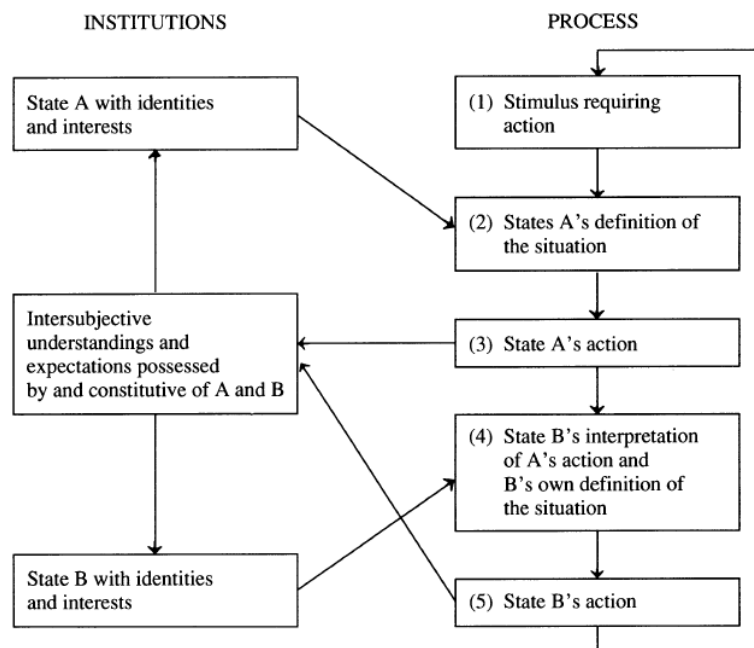 INSTITUTIONS
PROCESS
State A with identities
and interests
(1) Stimulus requiring
action
(2) States A's definition of
the situation
Intersubjective
understandings and
expectations possessed
by and constitutive of A and B
(3) State A's action
(4) State B's interpretation
of A's action and
B's own definition of
the situation
State B with identities
and interests
(5) State B's action